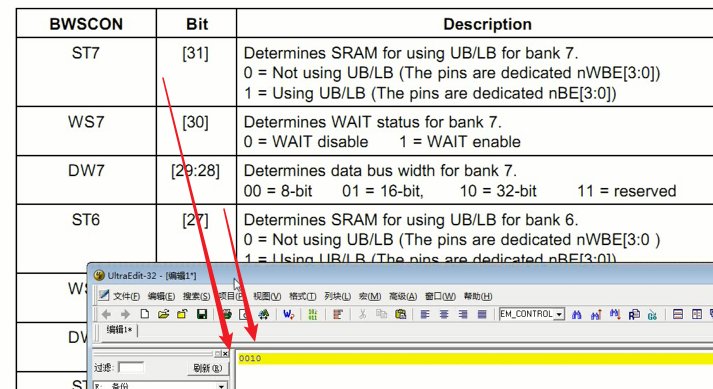 BWSCON Bit Description
ST7 [31] Determines SRAM for using UB/LB for bank 7.
0 = Not using UB/LB (The pins are dedicated nWBE[3:0])
1 = Using UB/LB (The pins are dedicated nBE[3:0])
WS7 [30] Determines WAIT status for bank 7.
0 = WAIT disable 1 = WAIT enable
DW7 [29:28] Determines data bus width for bank 7.
00 = 8-bit 01 = 16-bit, 10 = 32-bit 11 = reserved
ST6 [27] Determines SRAM for using UB/LB for bank 6.
0 = Not using UB/LB (The pins are dedicated nWBE[3:0 )
1 = Using UB/LB (The pins are dedicated nBE[3:0])
UltraEdit-32 - [编辑1*]
文件(F) 编辑(E) 搜索(S) 项目(P) 视图(V) 格式(T) 列块(L) 宏(M) 高级(A) 窗口(W) 帮助(H)
EM_CONTROL
编辑1*
过滤: 刷新(R)
0010
DW
ST